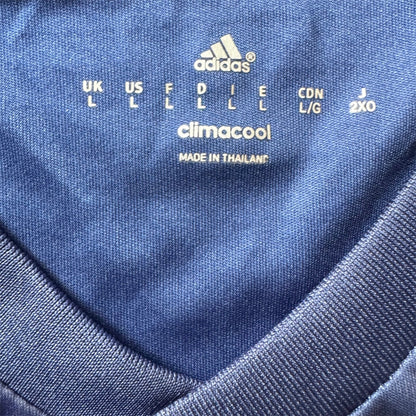 adidas®
UK US F D I E CDN J
L L L L L L L/G 2XO
climacool
MADE IN THAILAND